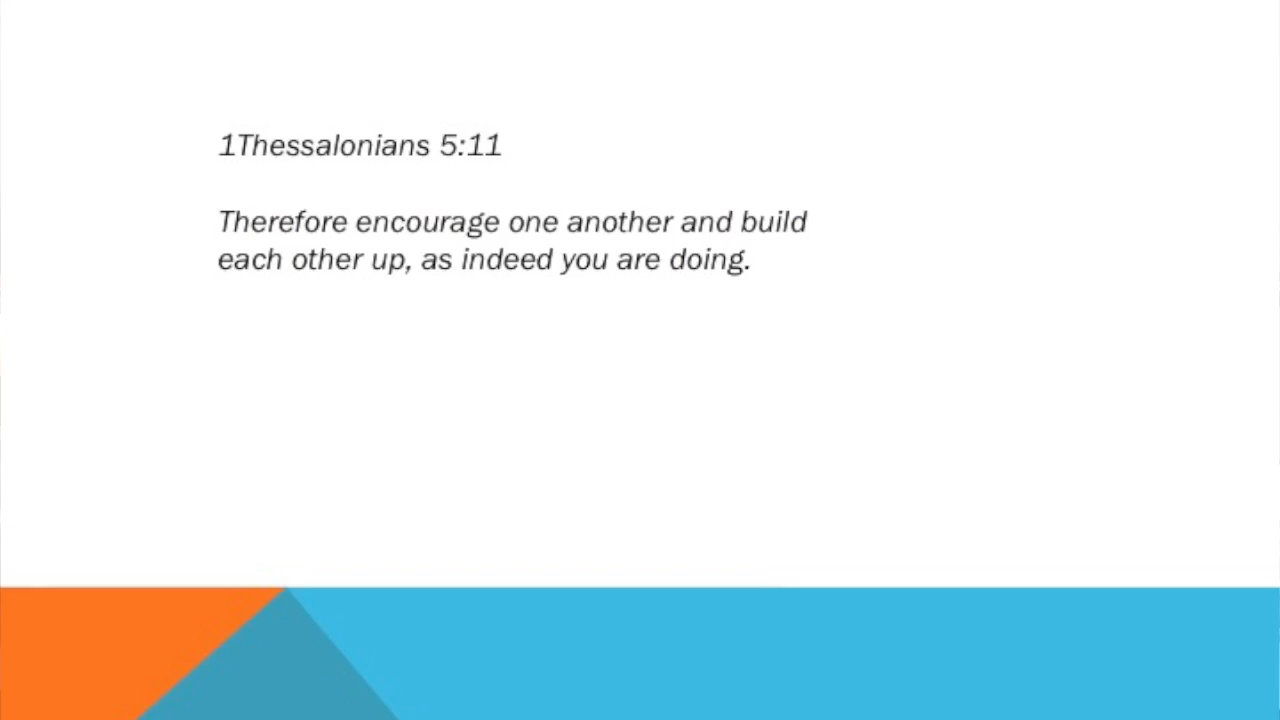 1Thessalonians 5:11
Therefore encourage one another and build
each other up, as indeed you are doing.